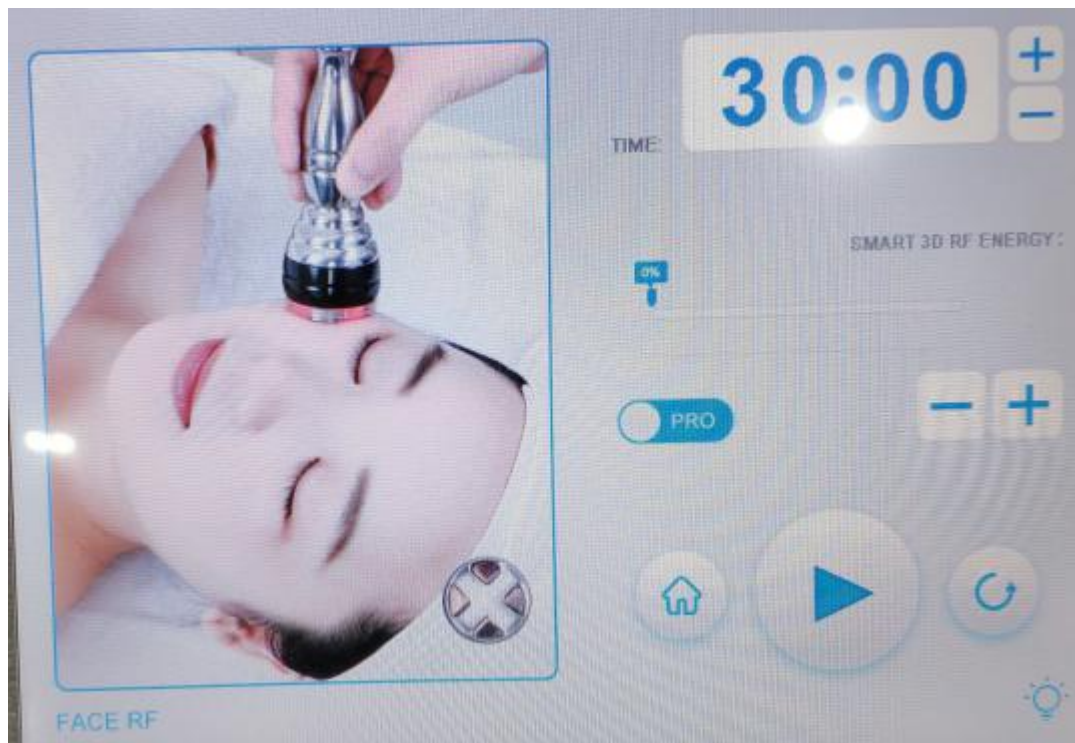 30:00
TIME:
SMART 3D RF ENERGY:
0%
PRO
FACE RF